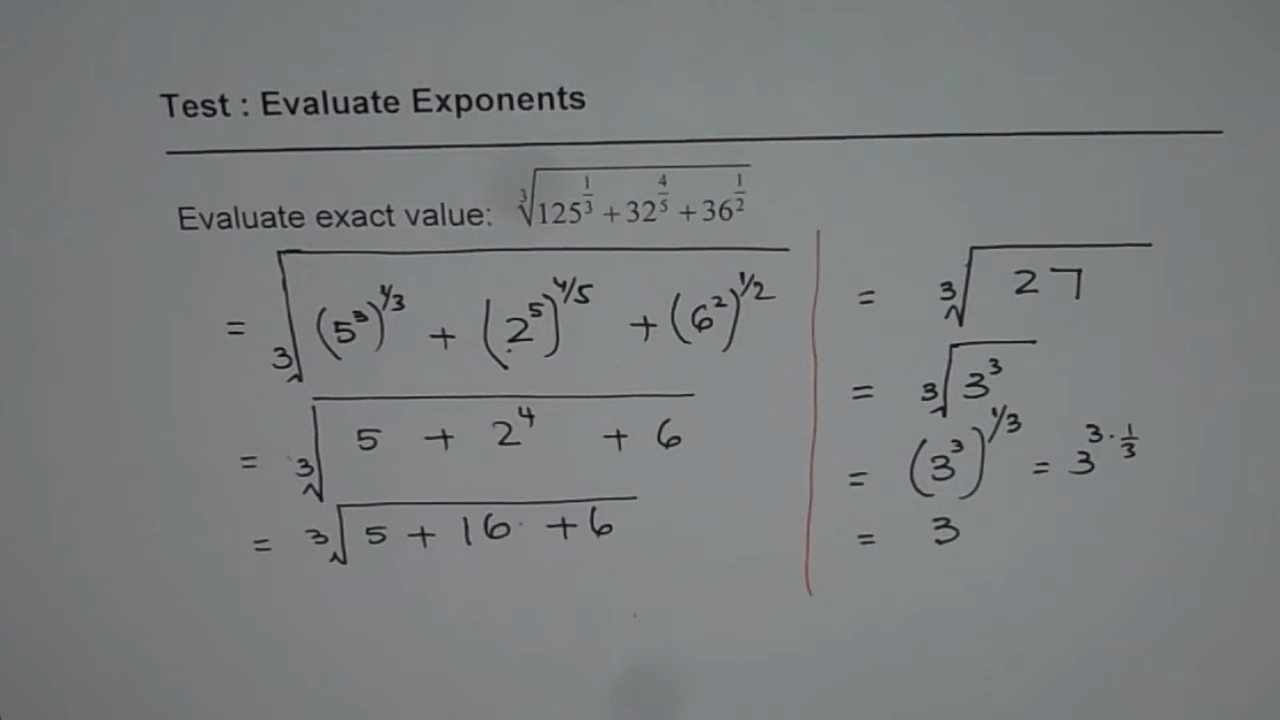 Test : Evaluate Exponents
Evaluate exact value: ∛(125^(1/3) + 32^(4/5) + 36^(1/2))
= ∛((5³)^(1/3) + (2⁵)^(4/5) + (6²)^(1/2))
= ∛(5 + 2⁴ + 6)
= ∛(5 + 16 + 6)
= ∛27
= ∛(3³)
= (3³)^(1/3) = 3^(3·1/3)
= 3